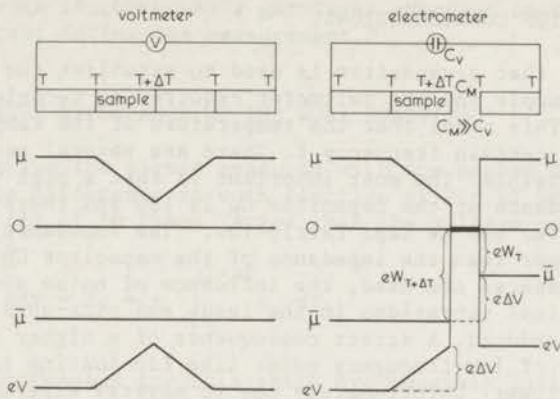 voltmeter
electrometer
V
C_V
T T T+ΔT T
T T T+ΔT C_M T
sample
sample
C_M≫C_V
μ
μ
O
O
eW_T
eW_T+ΔT
μ̄
μ̄
μ̄
eΔV
eV
eV
eΔV
eV